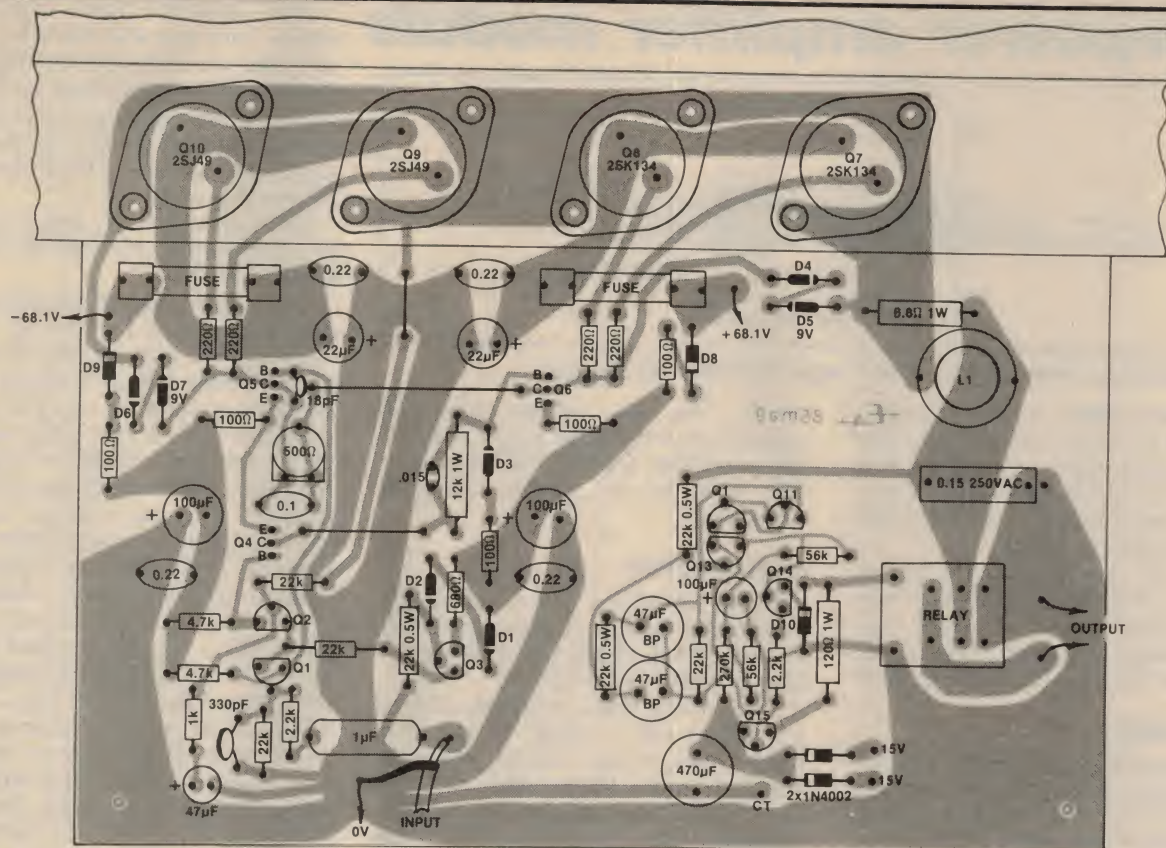 Q10
2SJ49
Q9
2SJ49
Q8
2SK134
Q7
2SK134
FUSE
0.22
0.22
FUSE
D4
D5
9V
6.8Ω 1W
-68.1V
+68.1V
220Ω
220Ω
22µF
+
22µF
+
220Ω
220Ω
100Ω
D8
L1
D9
D6
D7
9V
Q5
B
C
E
18pF
B
C
E
Q6
100Ω
100Ω
100Ω
500Ω
12k 1W
D3
.015
0.1
+
100µF
+
100µF
100Ω
0.15 250VAC
22k 0.5W
Q1
Q11
Q13
56k
Q4
E
C
B
0.22
22k
D2
680Ω
0.22
100µF
+
Q14
D10
RELAY
OUTPUT
4.7k
Q2
22k
22k 0.5W
Q3
D1
22k 0.5W
47µF
BP
47µF
BP
22k
270k
56k
2.2k
120Ω 1W
4.7k
Q1
1k
330pF
22k
2.2k
1µF
Q15
+
47µF
0V
INPUT
470µF
CT
15V
15V
2x1N4002